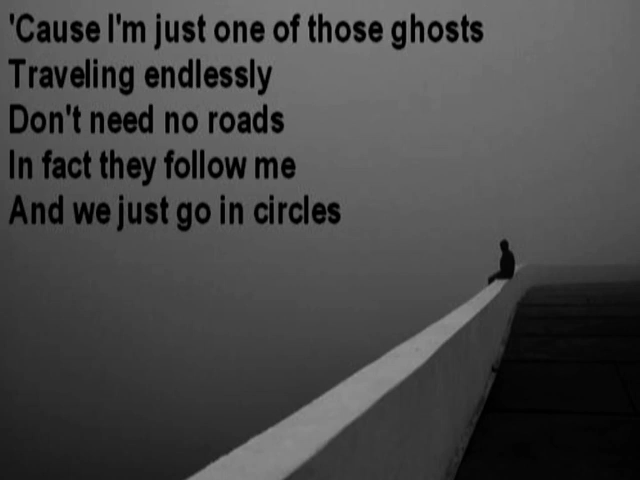 'Cause I'm just one of those ghosts
Traveling endlessly
Don't need no roads
In fact they follow me
And we just go in circles